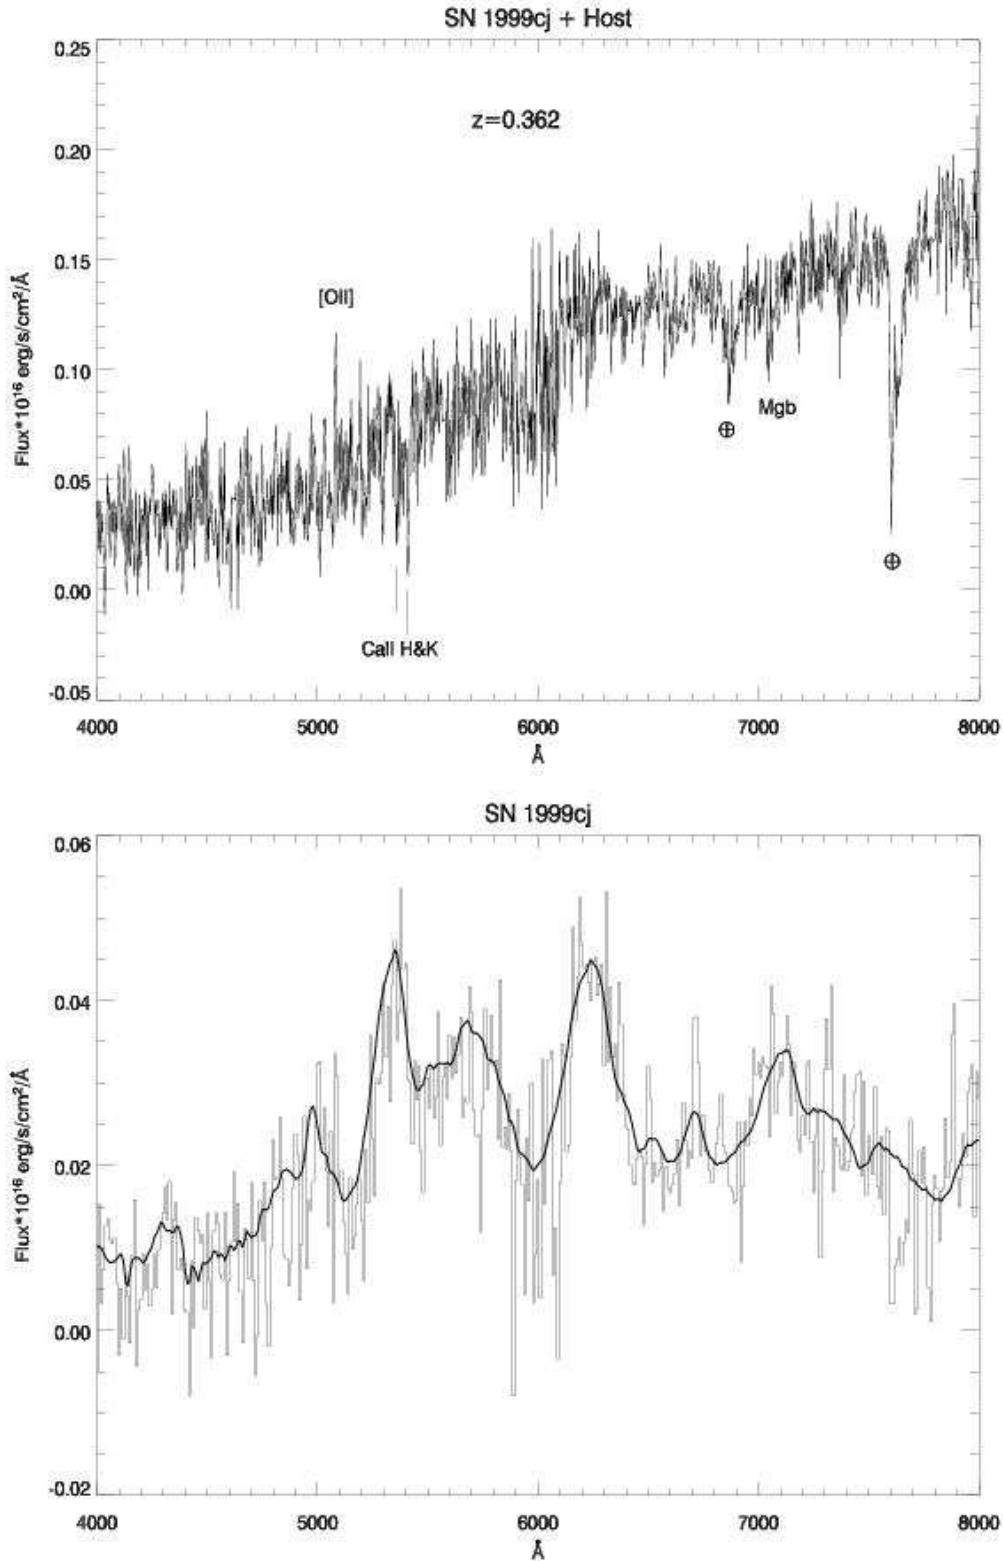 SN 1999cj + Host
0.25
z=0.362
0.20
0.15
[OII]
0.10
Mgb
⊕
0.05
⊕
0.00
CaII H&K
-0.05
Flux*10¹⁶ erg/s/cm²/Å
4000 5000 6000 7000 8000
Å
SN 1999cj
0.06
0.04
0.02
0.00
-0.02
Flux*10¹⁶ erg/s/cm²/Å
4000 5000 6000 7000 8000
Å